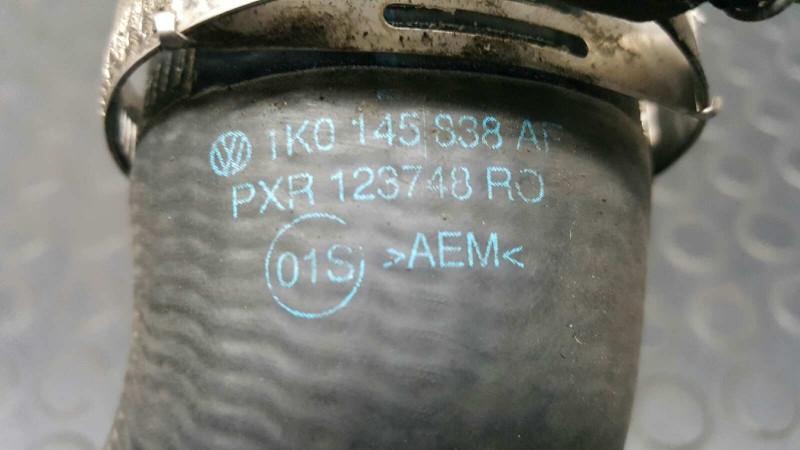 1K0 145 838 AF
PXR 123748 RO
01S >AEM<